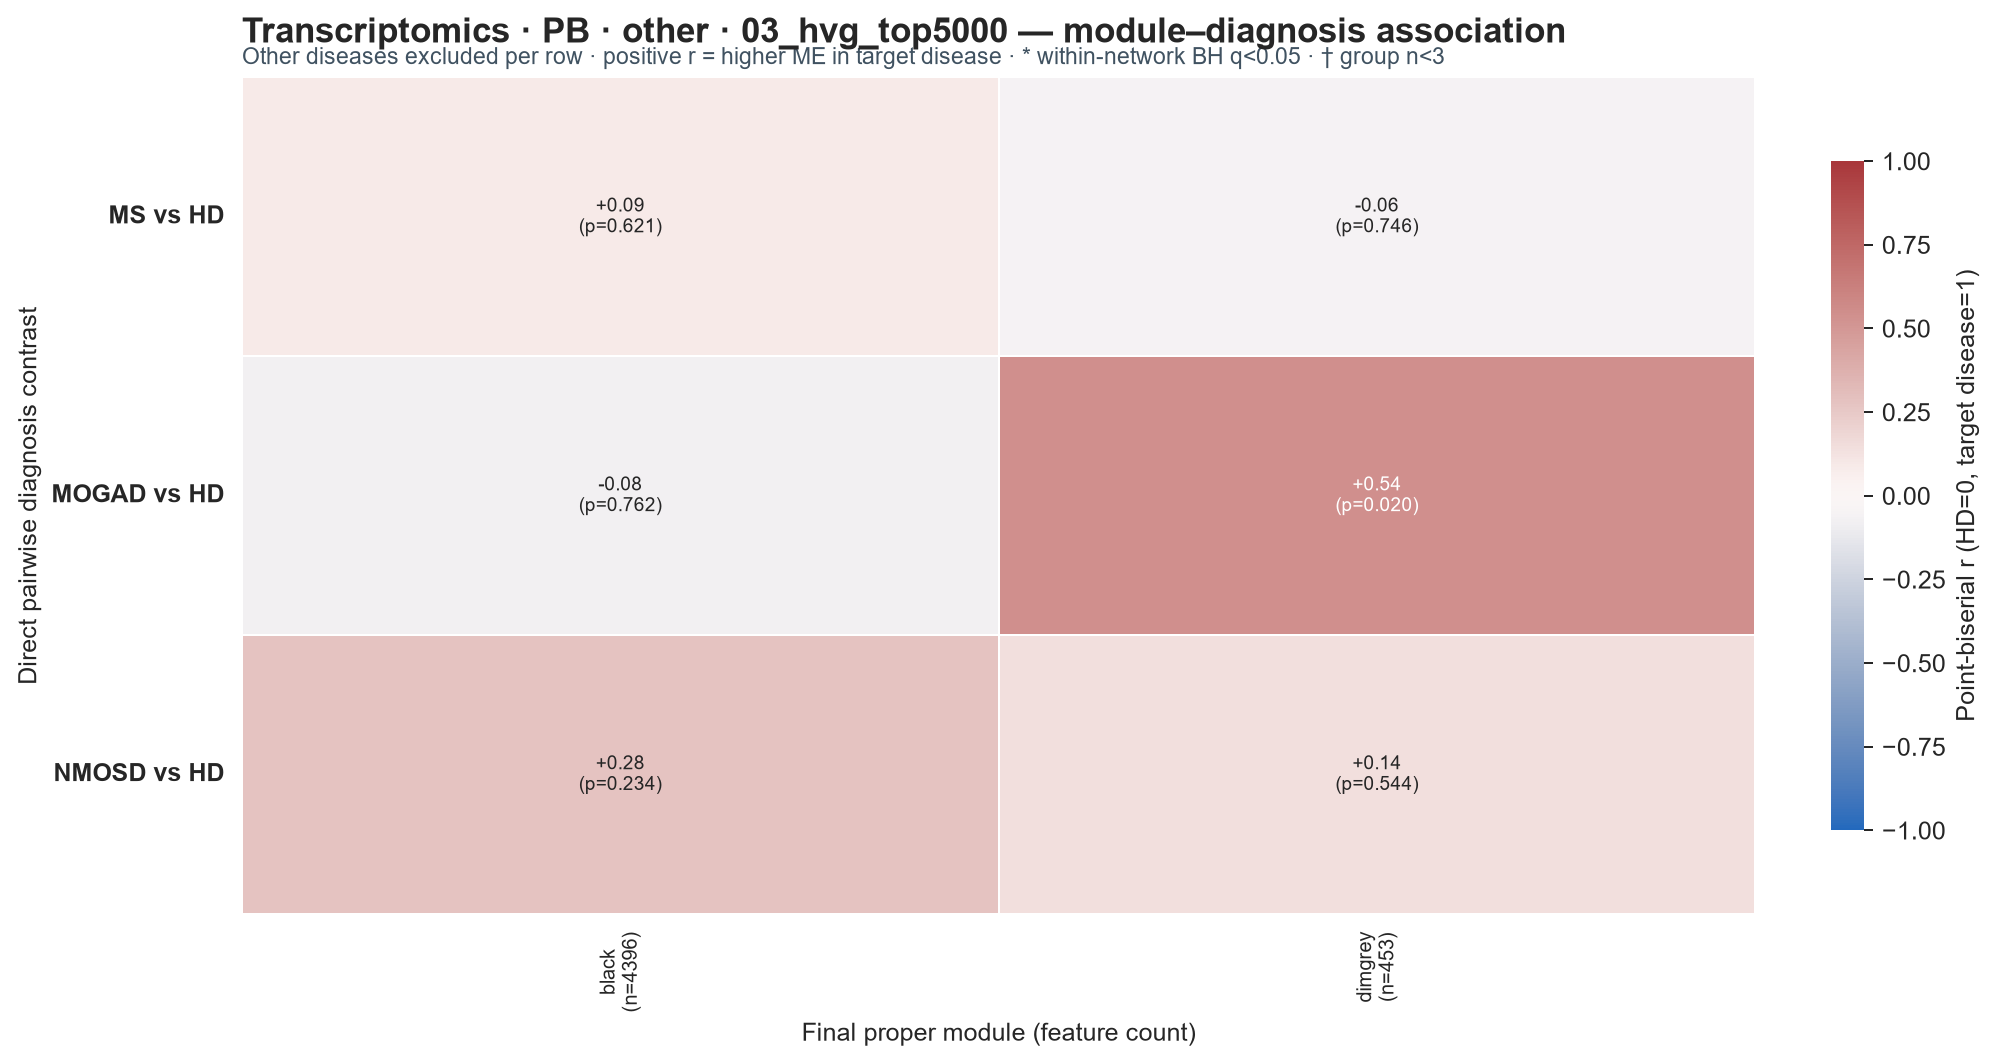 Transcriptomics · PB · other · 03_hvg_top5000 — module–diagnosis association
Other diseases excluded per row · positive r = higher ME in target disease · * within-network BH q<0.05 · † group n<3
Direct pairwise diagnosis contrast
MS vs HD
+0.09
(p=0.621)
-0.06
(p=0.746)
MOGAD vs HD
-0.08
(p=0.762)
+0.54
(p=0.020)
NMOSD vs HD
+0.28
(p=0.234)
+0.14
(p=0.544)
black
(n=4396)
dimgrey
(n=453)
Final proper module (feature count)
1.00
0.75
0.50
0.25
0.00
−0.25
−0.50
−0.75
−1.00
Point-biserial r (HD=0, target disease=1)